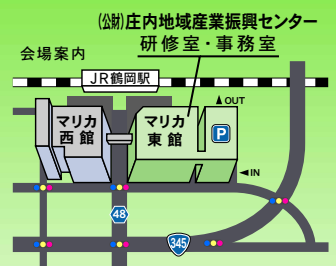 (公財)庄内地域産業振興センター
研修室・事務室
会場案内
JR鶴岡駅
マリカ
西館
マリカ
東館
▲OUT
P
◀IN
48
345